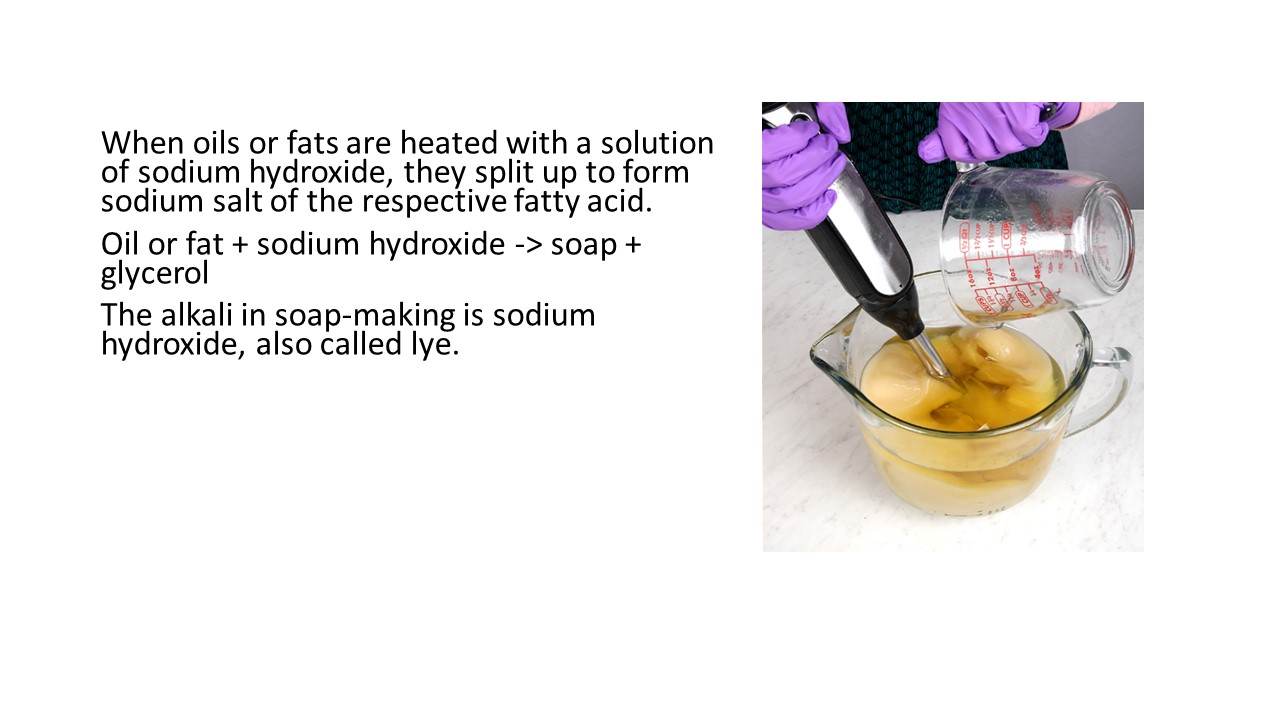 When oils or fats are heated with a solution
of sodium hydroxide, they split up to form
sodium salt of the respective fatty acid.
Oil or fat + sodium hydroxide -> soap +
glycerol
The alkali in soap-making is sodium
hydroxide, also called lye.